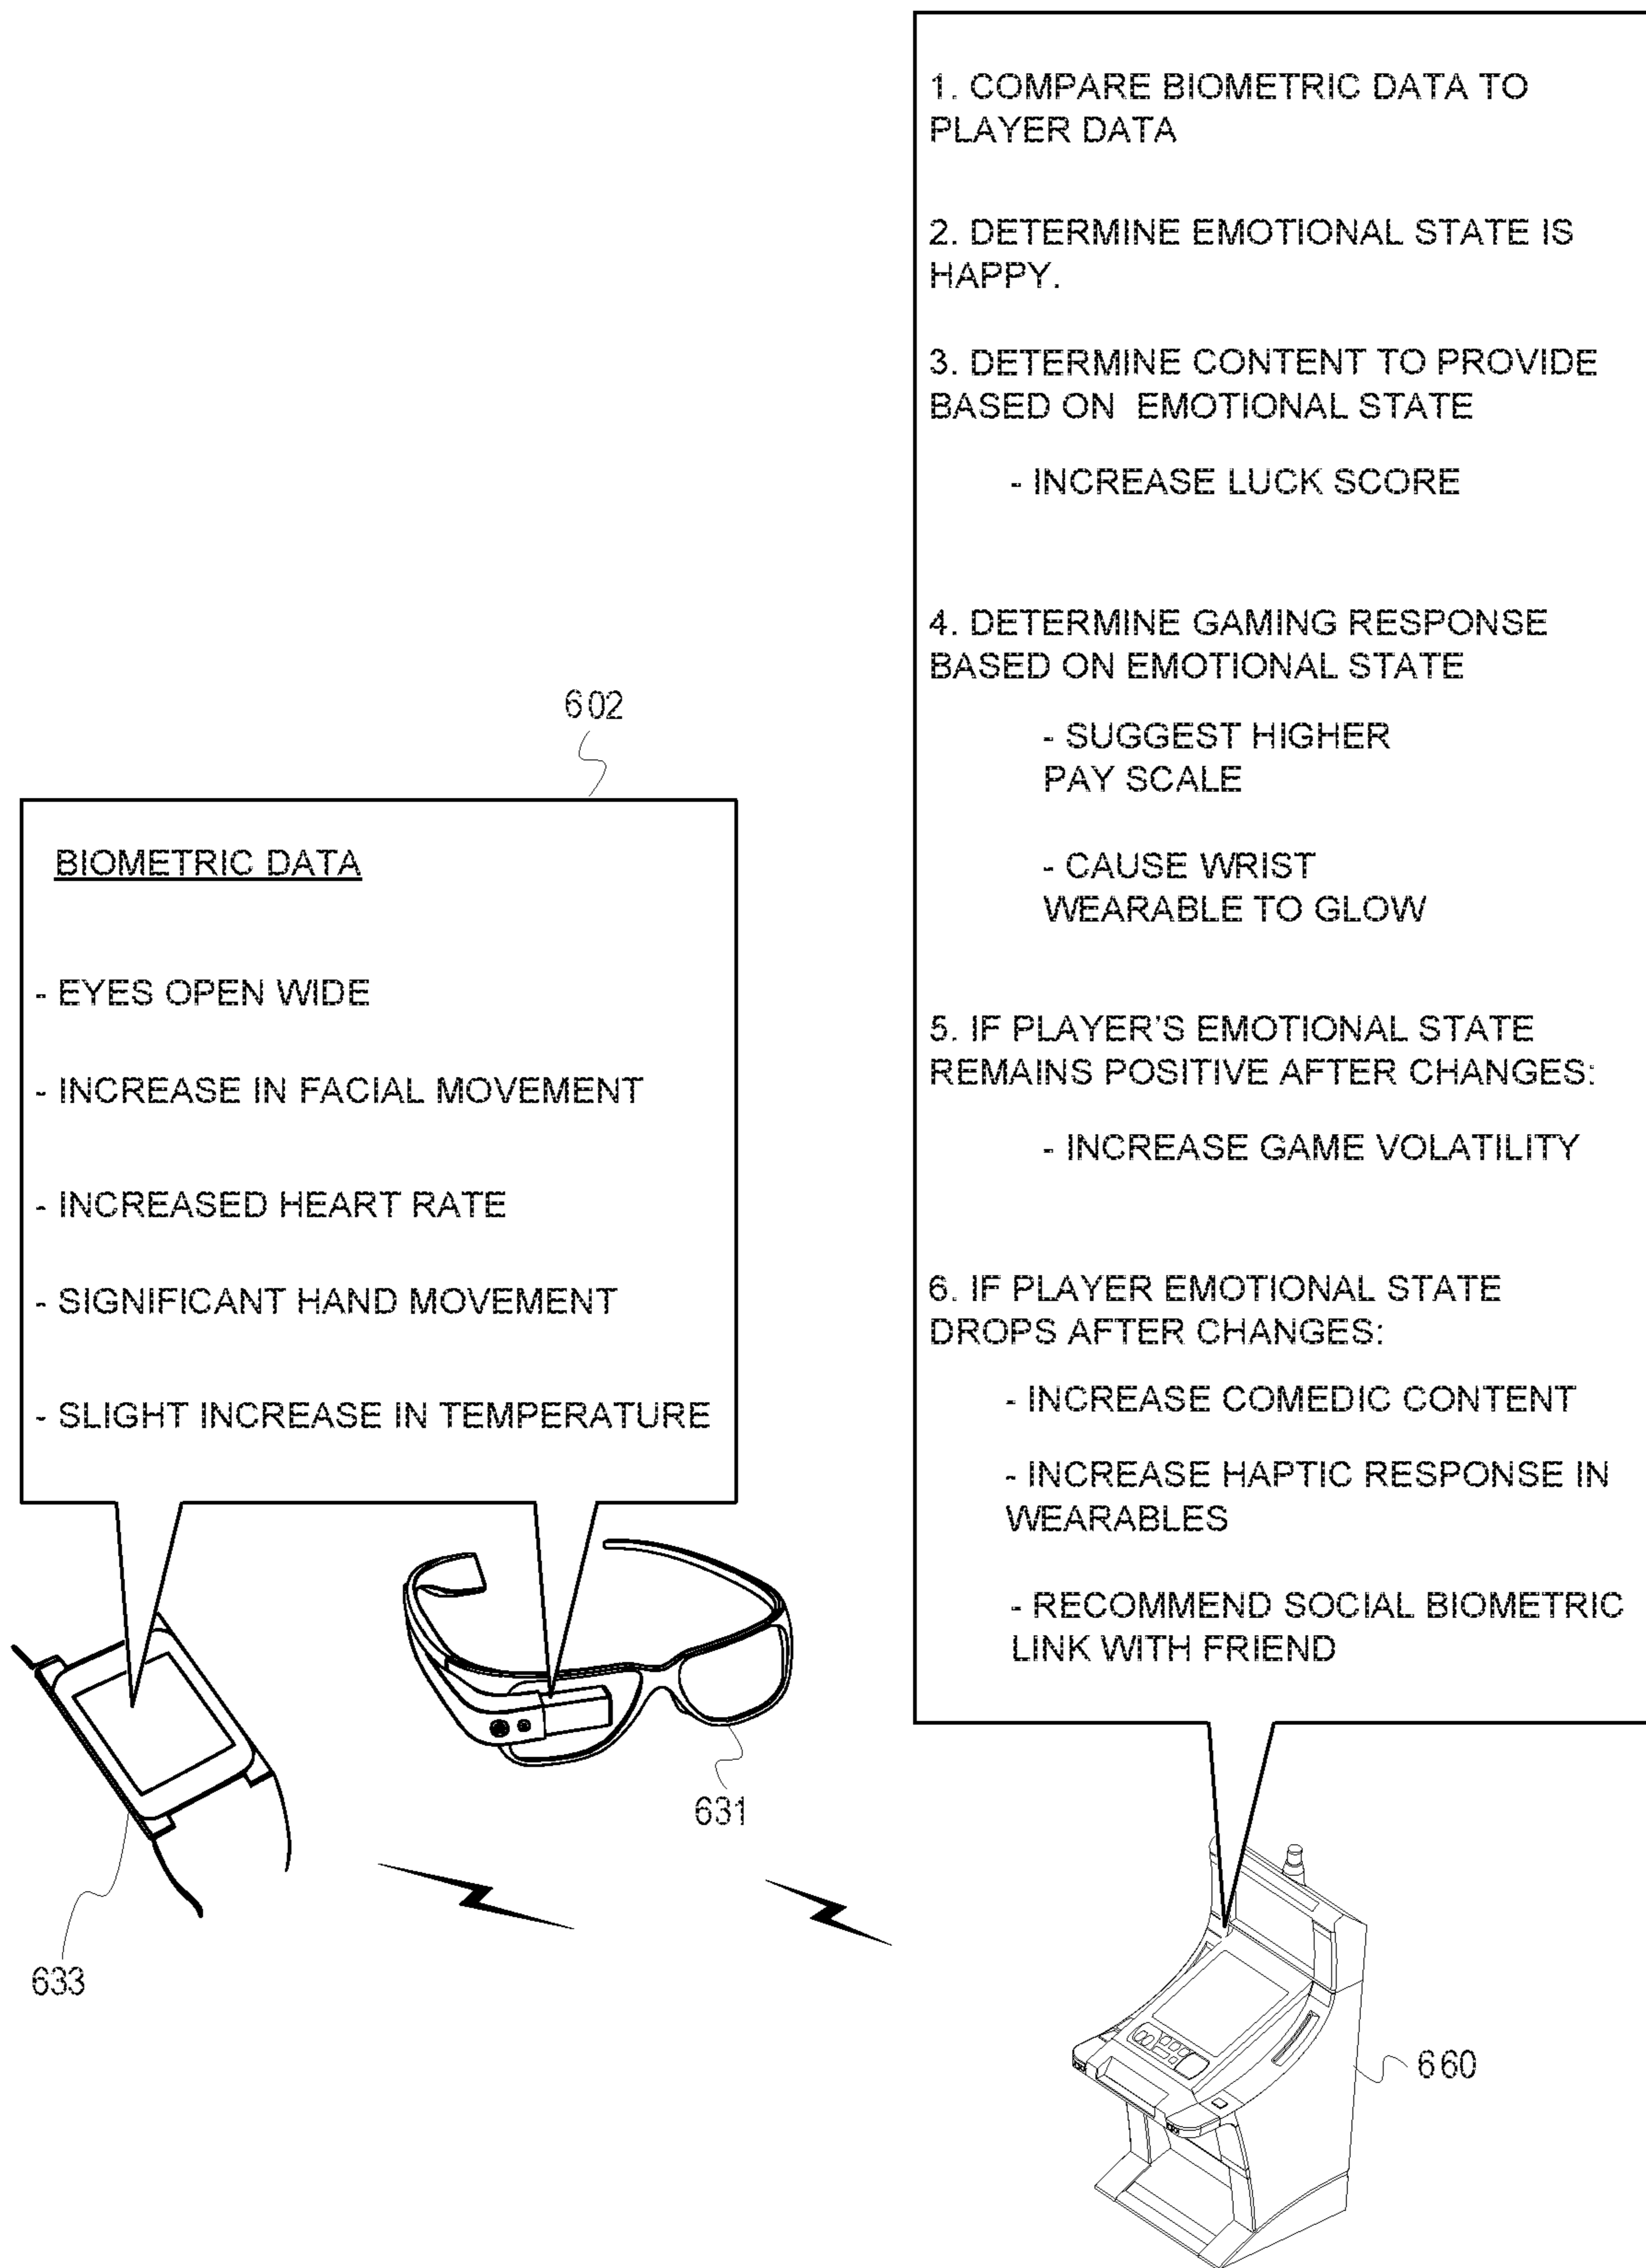 602
BIOMETRIC DATA
- EYES OPEN WIDE
- INCREASE IN FACIAL MOVEMENT
- INCREASED HEART RATE
- SIGNIFICANT HAND MOVEMENT
- SLIGHT INCREASE IN TEMPERATURE
633
631
1. COMPARE BIOMETRIC DATA TO
PLAYER DATA
2. DETERMINE EMOTIONAL STATE IS
HAPPY.
3. DETERMINE CONTENT TO PROVIDE
BASED ON EMOTIONAL STATE
- INCREASE LUCK SCORE
4. DETERMINE GAMING RESPONSE
BASED ON EMOTIONAL STATE
- SUGGEST HIGHER
PAY SCALE
- CAUSE WRIST
WEARABLE TO GLOW
5. IF PLAYER'S EMOTIONAL STATE
REMAINS POSITIVE AFTER CHANGES:
- INCREASE GAME VOLATILITY
6. IF PLAYER EMOTIONAL STATE
DROPS AFTER CHANGES:
- INCREASE COMEDIC CONTENT
- INCREASE HAPTIC RESPONSE IN
WEARABLES
- RECOMMEND SOCIAL BIOMETRIC
LINK WITH FRIEND
660